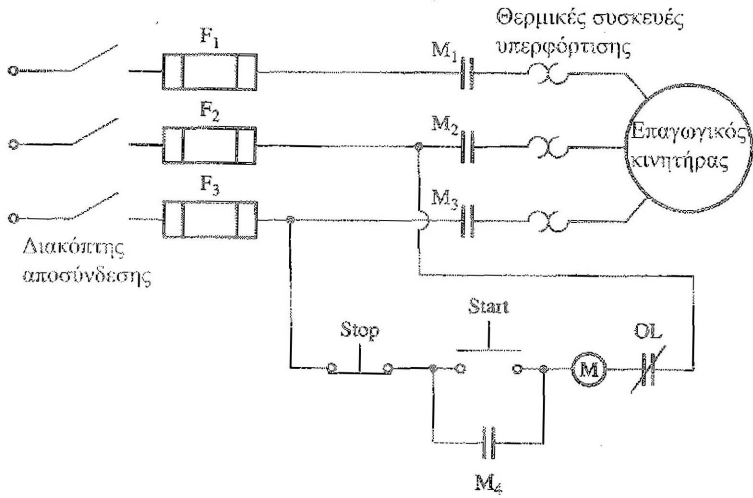 Θερμικές συσκευές
υπερφόρτισης
F₁
M₁
F₂
M₂
Επαγωγικός
κινητήρας
F₃
M₃
Διακόπτης
αποσύνδεσης
Start
Stop
OL
M
M₄